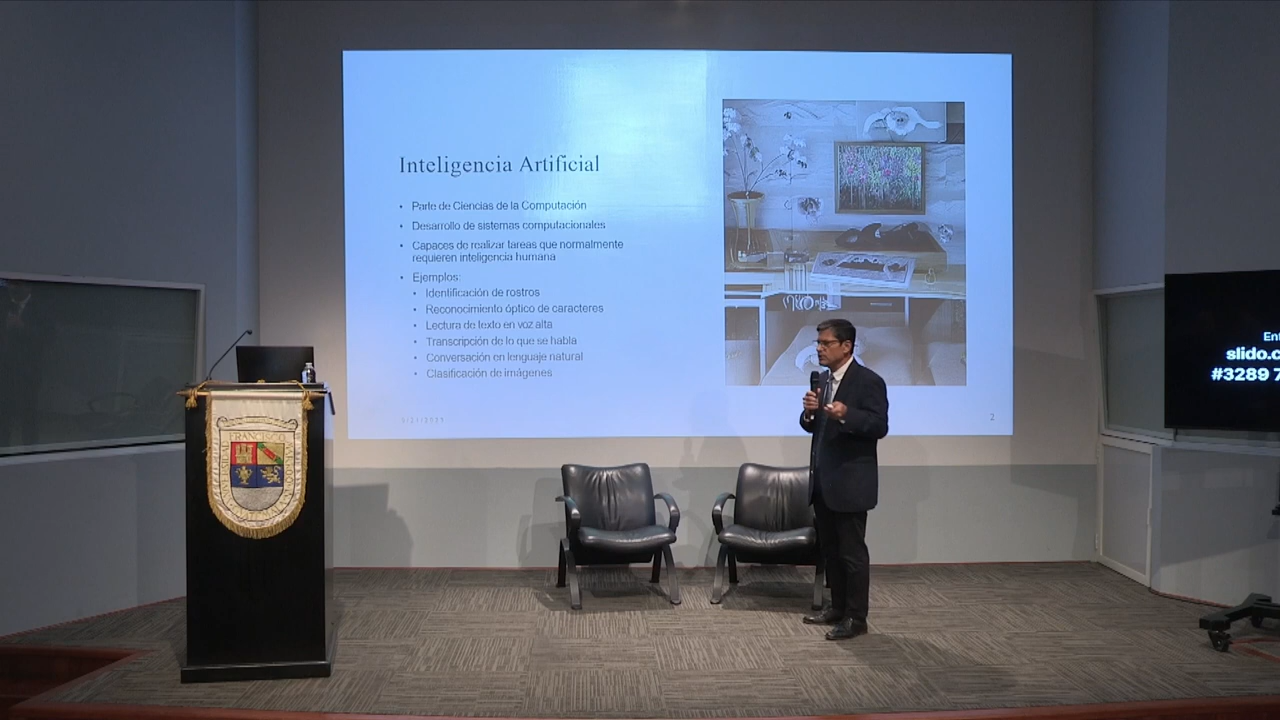 Inteligencia Artificial
• Parte de Ciencias de la Computación
• Desarrollo de sistemas computacionales
• Capaces de realizar tareas que normalmente
requieren inteligencia humana
• Ejemplos:
• Identificación de rostros
• Reconocimiento óptico de caracteres
• Lectura de texto en voz alta
• Transcripción de lo que se habla
• Conversación en lenguaje natural
• Clasificación de imágenes
2
FRANCISCO
slido.c
#3289 7